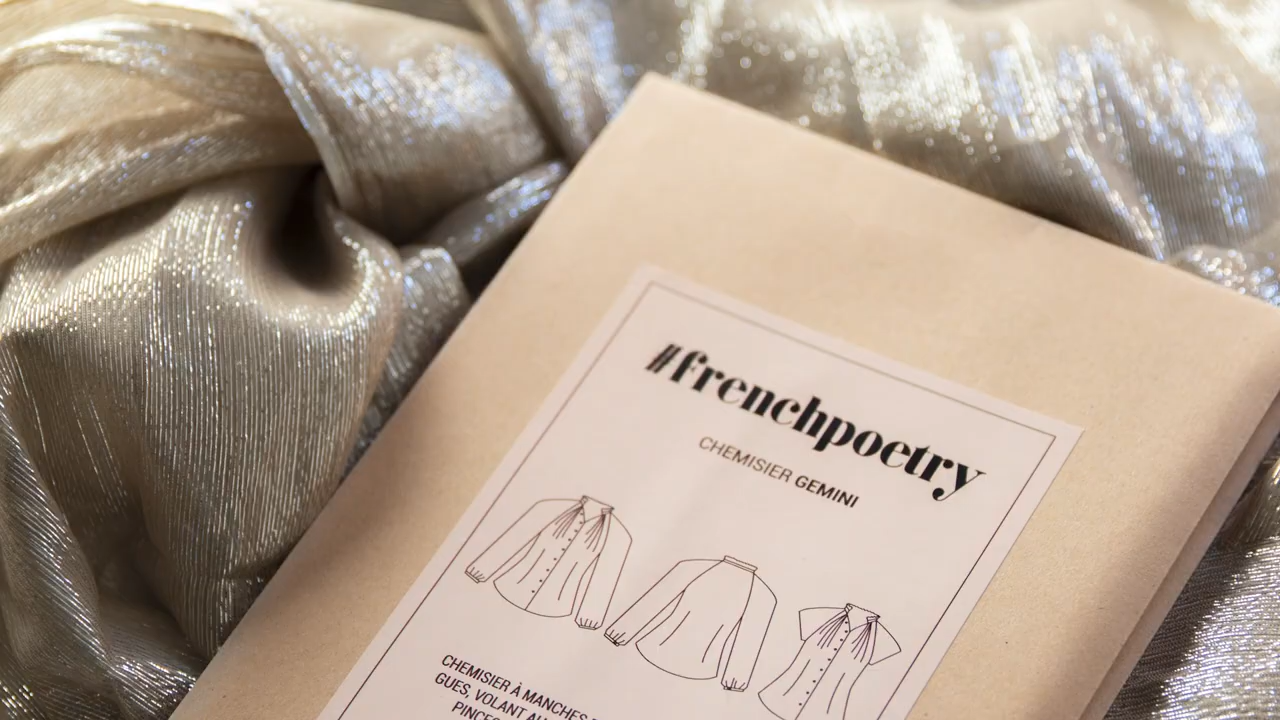 #frenchpoetry
CHEMISIER GEMINI
CHEMISIER À MANCHES
GUES, VOLANT